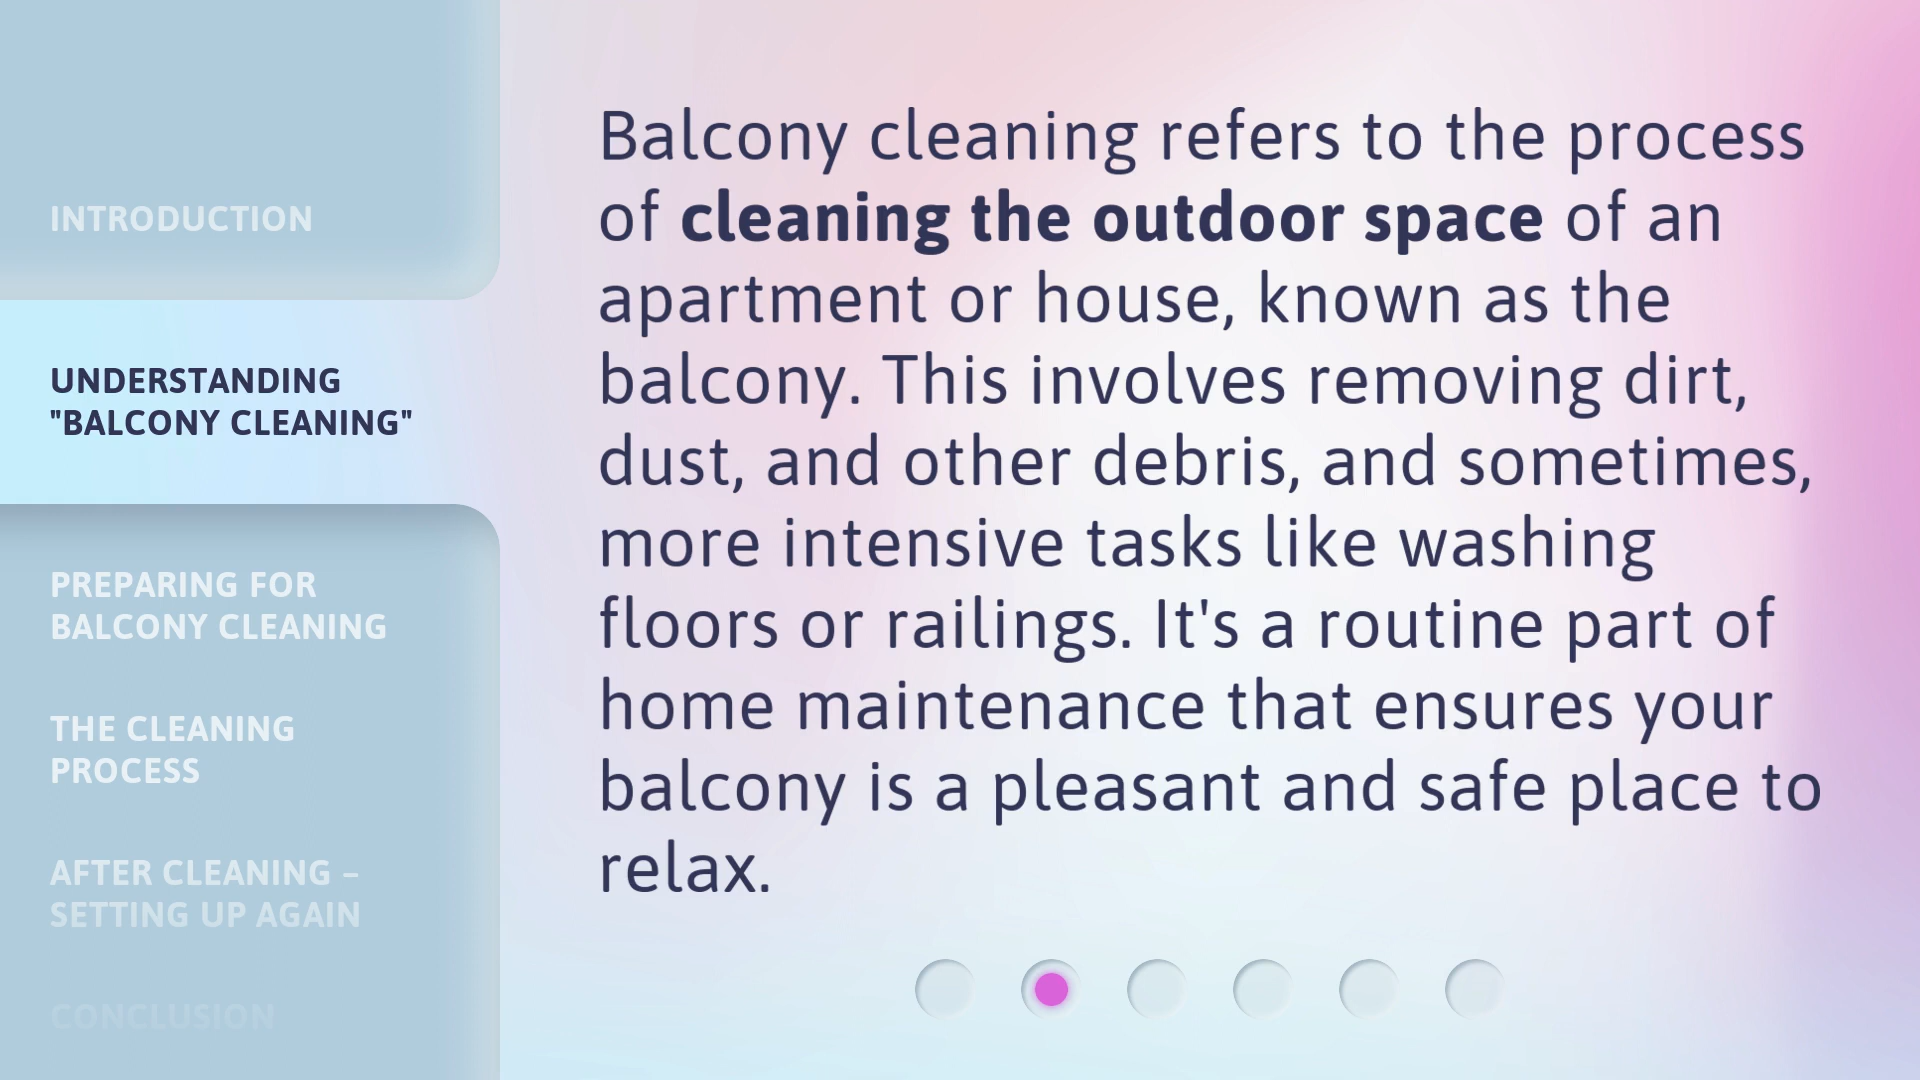 INTRODUCTION
UNDERSTANDING
"BALCONY CLEANING"
PREPARING FOR
BALCONY CLEANING
THE CLEANING
PROCESS
AFTER CLEANING –
SETTING UP AGAIN
CONCLUSION
Balcony cleaning refers to the process
of cleaning the outdoor space of an
apartment or house, known as the
balcony. This involves removing dirt,
dust, and other debris, and sometimes,
more intensive tasks like washing
floors or railings. It's a routine part of
home maintenance that ensures your
balcony is a pleasant and safe place to
relax.